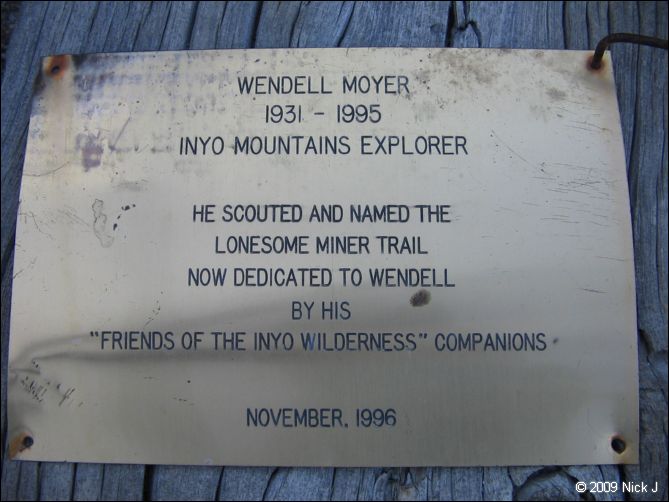 WENDELL MOYER
1931 - 1995
INYO MOUNTAINS EXPLORER
HE SCOUTED AND NAMED THE
LONESOME MINER TRAIL
NOW DEDICATED TO WENDELL
BY HIS
"FRIENDS OF THE INYO WILDERNESS" COMPANIONS
NOVEMBER, 1996
© 2009 Nick J